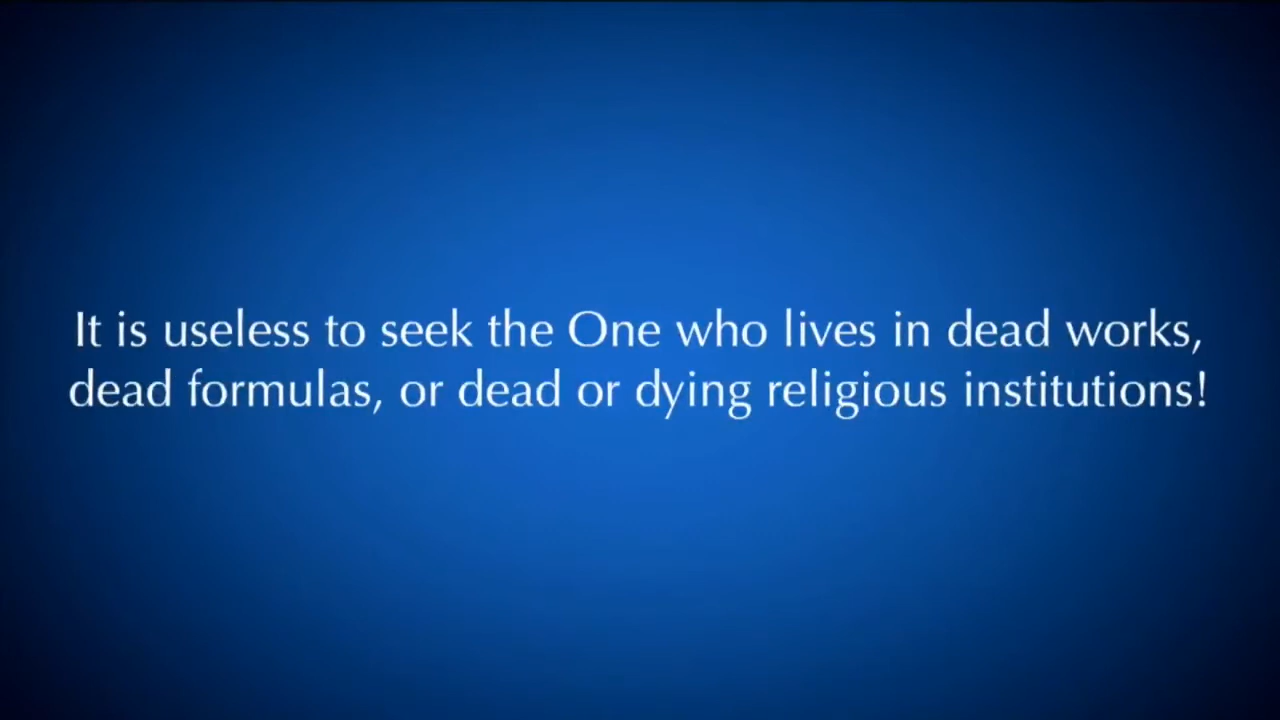 It is useless to seek the One who lives in dead works,
dead formulas, or dead or dying religious institutions!